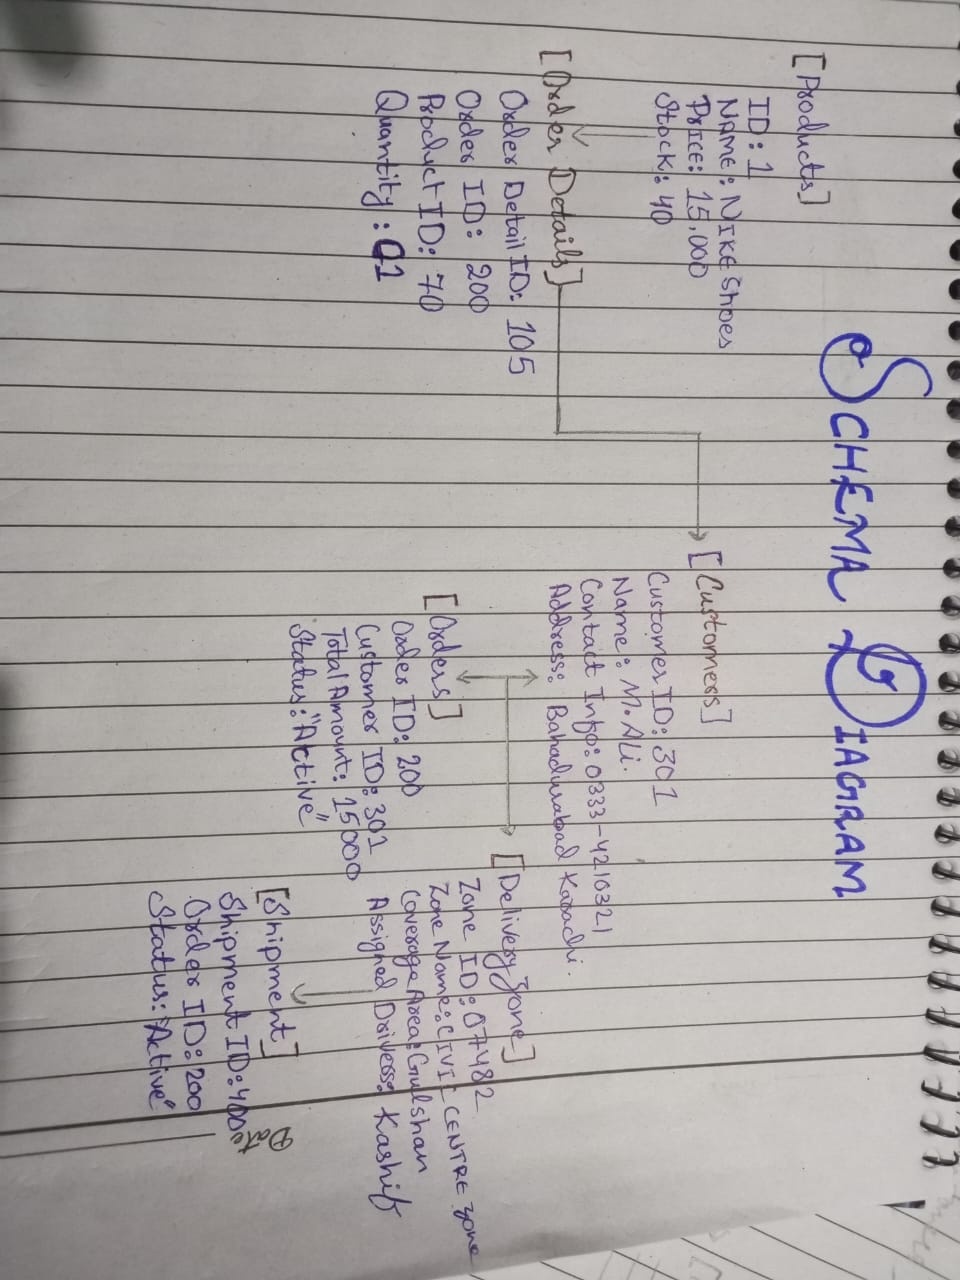 SCHEMA DIAGRAM
[Products]
ID: 1
NAME: NIKE Shoes
PrICE: 15,000
Stock: 40
[Order Details]
Order Detail ID: 105
Order ID: 200
Product ID: 70
Quantity: 01
[Customers]
Customer ID: 301
Name: M. ALi.
Contact Info: 0333-4210321
Address: Bahadurabad Karachi.
[Orders]
Order ID: 200
Customer ID: 301
Total Amount: 15000
Status: "Active"
[Delivery Zone]
Zone ID: 07482
Zone Name: CIVIC CENTRE Zone
Coverage Area: Gulshan
Assigned Drivers: Kashif
[Shipment]
Shipment ID: 400
Order ID: 200
Status: "Active"
Date